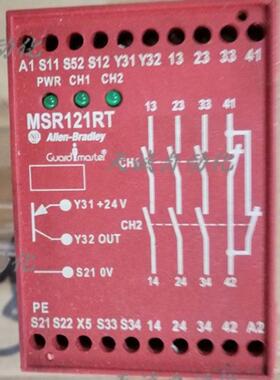 A1 S11 S52 S12 Y31 Y32 13 23 33 41
PWR CH1 CH2
MSR121RT
AB Allen-Bradley
Guardmaster
13 23 33 41
CH1
Y31 +24V
Y32 OUT
CH2
S21 0V
14 24 34 42
PE
S21 S22 X5 S33 S34 14 24 34 42 A2